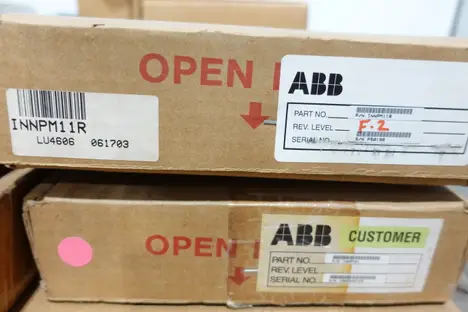 OPEN
ABB
PART NO.
P/N INNPM11R
REV. LEVEL
F.2
SERIAL NO.
INNPM11R
LU4606 061703
OPEN
ABB CUSTOMER
PART NO.
REV. LEVEL
SERIAL NO.